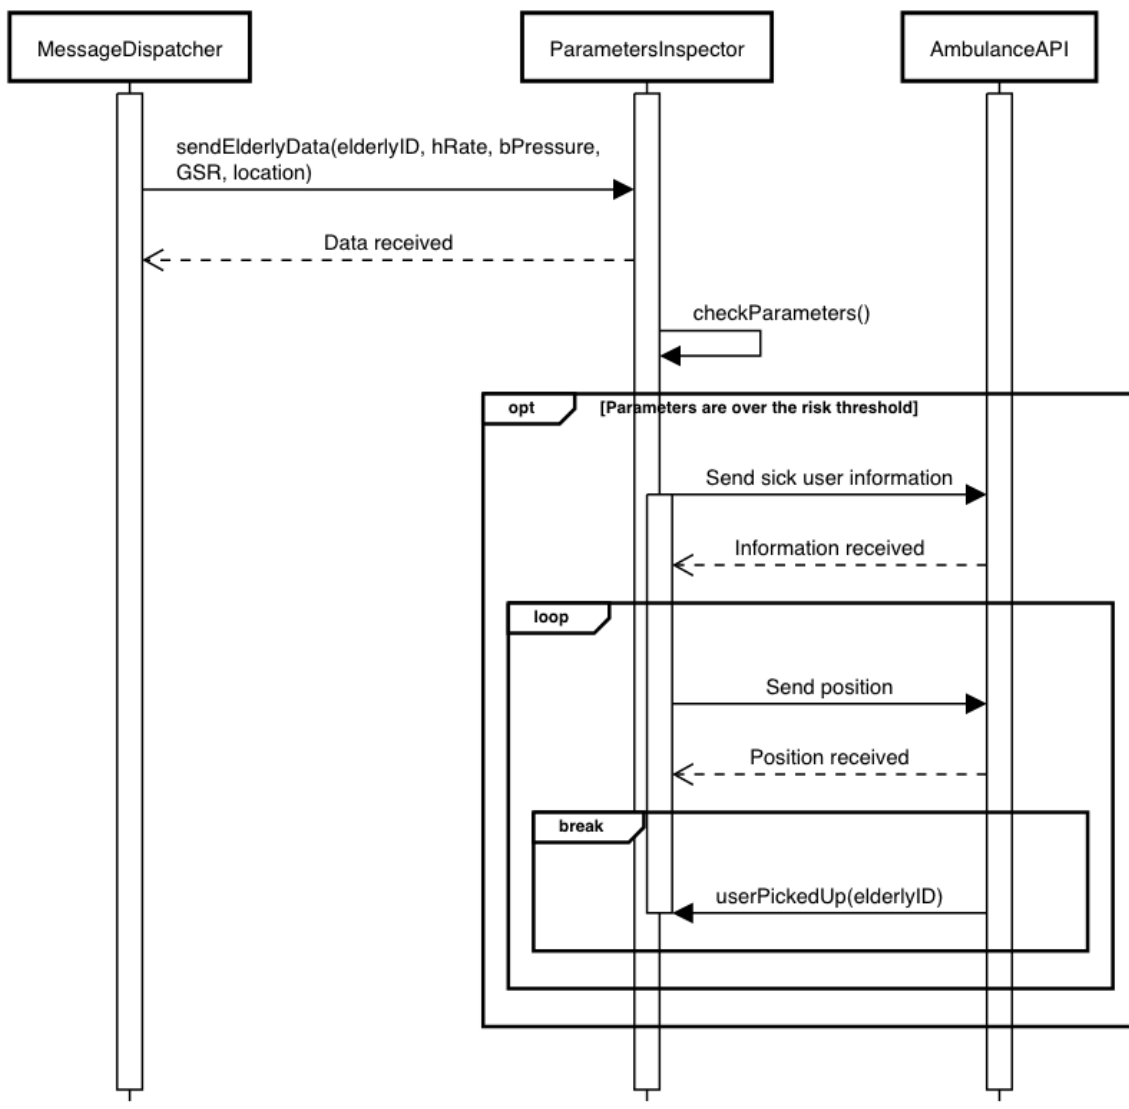 MessageDispatcher
ParametersInspector
AmbulanceAPI
sendElderlyData(elderlyID, hRate, bPressure,
GSR, location)
Data received
checkParameters()
opt
[Parameters are over the risk threshold]
Send sick user information
Information received
loop
Send position
Position received
break
userPickedUp(elderlyID)